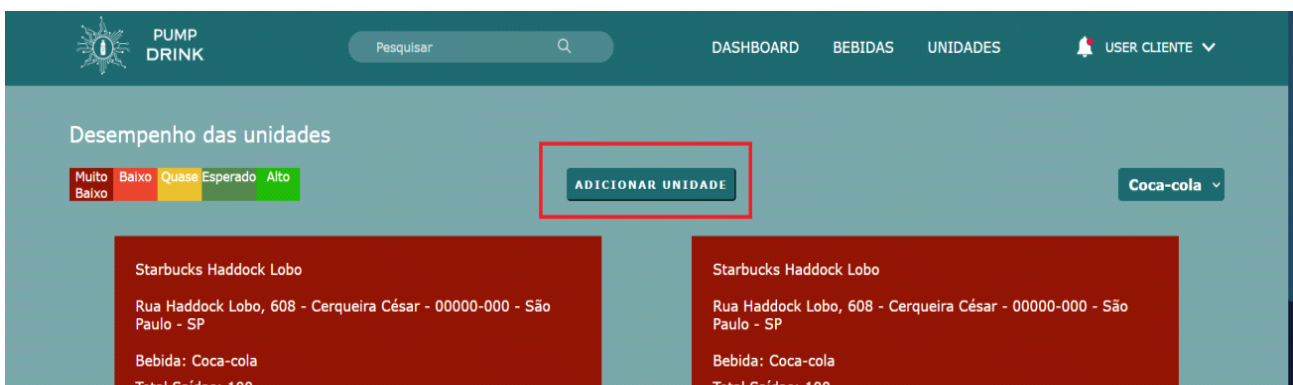 PUMP
DRINK
Pesquisar
DASHBOARD
BEBIDAS
UNIDADES
USER CLIENTE
Desempenho das unidades
Muito
Baixo
Baixo
Quase
Esperado
Alto
ADICIONAR UNIDADE
Coca-cola
Starbucks Haddock Lobo
Rua Haddock Lobo, 608 - Cerqueira César - 00000-000 - São
Paulo - SP
Bebida: Coca-cola
Starbucks Haddock Lobo
Rua Haddock Lobo, 608 - Cerqueira César - 00000-000 - São
Paulo - SP
Bebida: Coca-cola